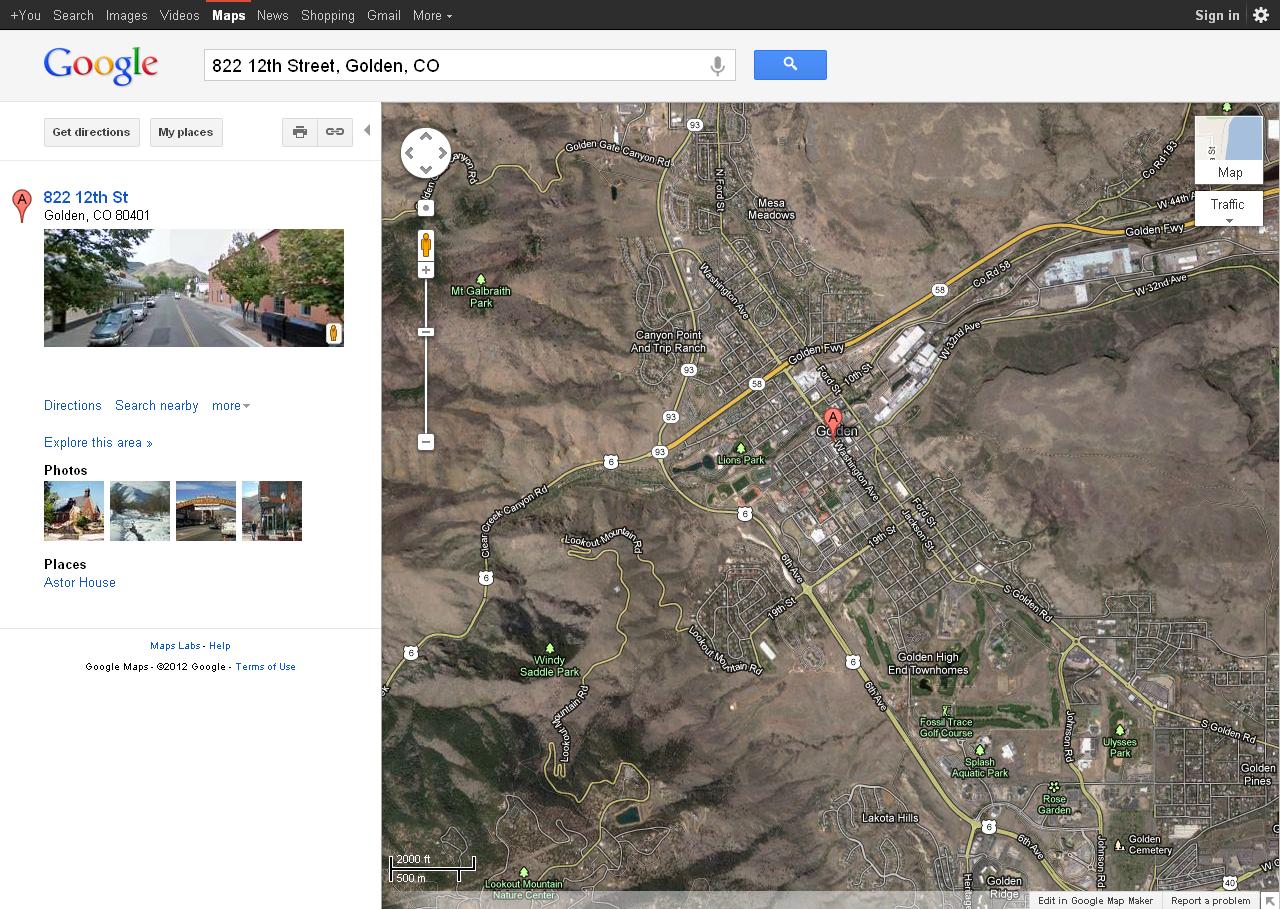 +You Search Images Videos Maps News Shopping Gmail More
Sign in
Google
822 12th Street, Golden, CO
Get directions
My places
822 12th St
Golden, CO 80401
A
Directions Search nearby more
Explore this area »
Photos
Places
Astor House
Maps Labs - Help
Google Maps - ©2012 Google - Terms of Use
93
Golden Gate Canyon Rd
N Ford St
Mesa
Meadows
Co Rd 193
W 44th A
Golden Fwy
Map
Traffic
Mt Galbraith
Park
Washington Ave
58
Co Rd 58
W 32nd Ave
Canyon Point
And Trip Ranch
Golden Fwy
W 32nd Ave
93
58
Ford St
10th St
93
A
Golden
93
6
Lions Park
Washington Ave
Clear Creek Canyon Rd
6
Ford St
Jackson St
Lookout Mountain Rd
19th St
6
6th Ave
19th St
S Golden Rd
Lookout Mountain Rd
6
Windy
Saddle Park
6
Golden High
End Townhomes
6th Ave
Lookout Mountain Rd
Fossil Trace
Golf Course
Johnson Rd
S Golden Rd
Ulysses
Park
Splash
Aquatic Park
Golden
Pines
Rose
Garden
Lakota Hills
6
6th Ave
Johnson Rd
Golden
Cemetery
2000 ft
500 m
Lookout Mountain
Nature Center
Golden
Ridge
40
W C
Edit in Google Map Maker
Report a problem